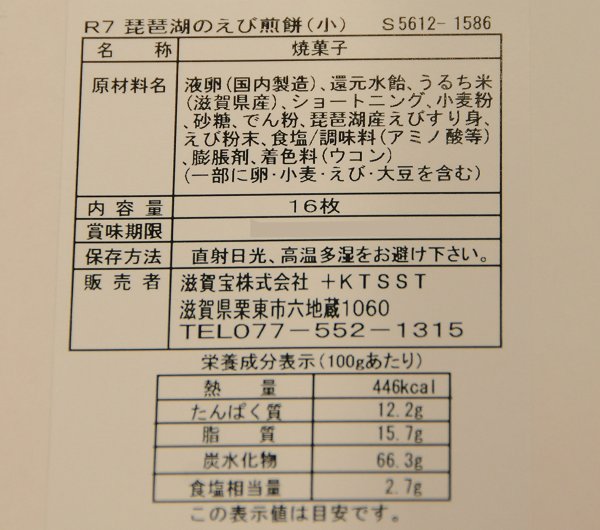 R7 琵琶湖のえび煎餅(小) S5612-1586
名称 焼菓子
原材料名 液卵(国内製造)、還元水飴、うるち米
(滋賀県産)、ショートニング、小麦粉
、砂糖、でん粉、琵琶湖産えびすり身、
えび粉末、食塩/調味料(アミノ酸等)
、膨脹剤、着色料(ウコン)
(一部に卵・小麦・えび・大豆を含む)
内容量 16枚
賞味期限
保存方法 直射日光、高温多湿をお避け下さい。
販売者 滋賀宝株式会社 +KTSST
滋賀県栗東市六地蔵1060
TEL077-552-1315
栄養成分表示(100gあたり)
熱量 446kcal
たんぱく質 12.2g
脂質 15.7g
炭水化物 66.3g
食塩相当量 2.7g
この表示値は目安です。